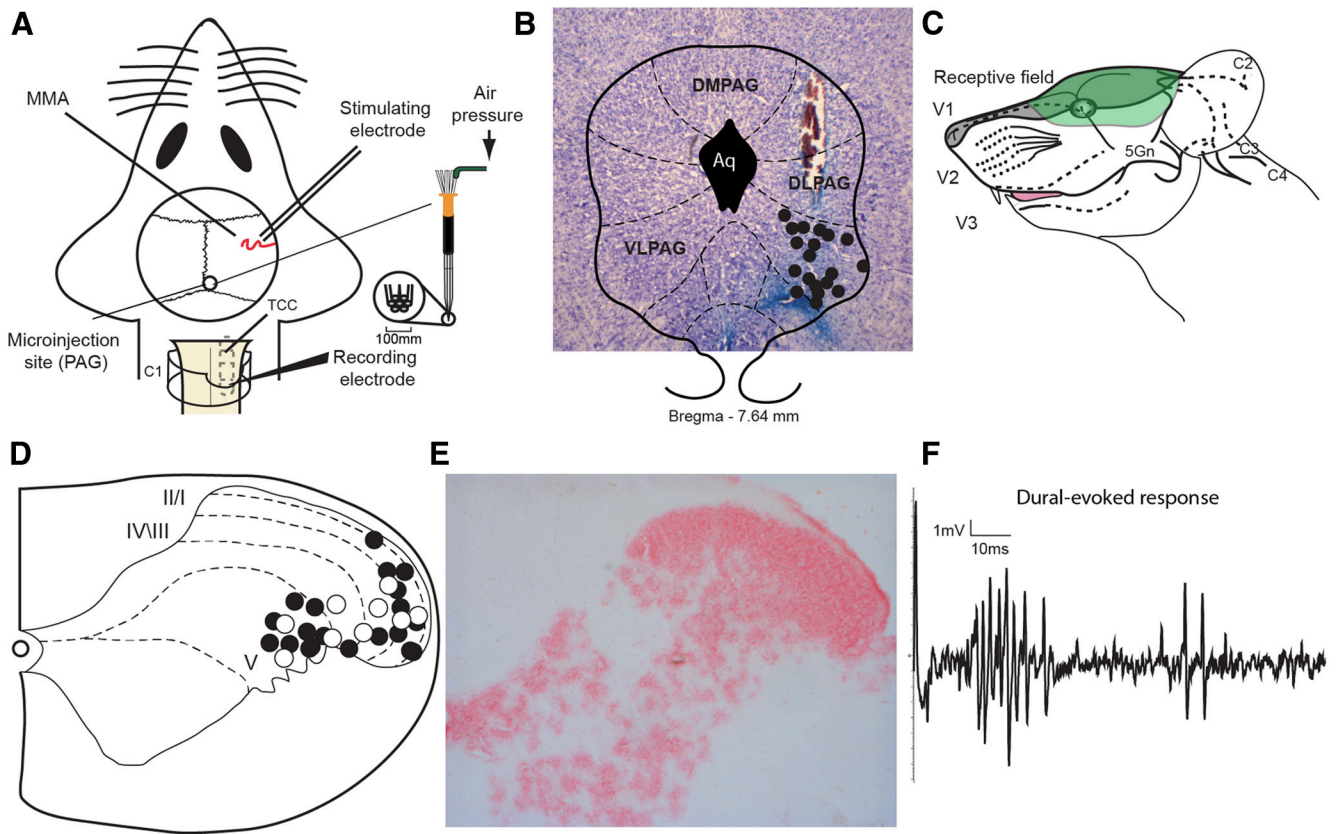 A
MMA
Stimulating
electrode
Air
pressure
TCC
100mm
Microinjection
site (PAG)
C1
Recording
electrode
B
DMPAG
Aq
DLPAG
VLPAG
Bregma - 7.64 mm
C
Receptive field
C2
V1
5Gn
C3
C4
V2
V3
D
II/I
IV\III
V
E
F
Dural-evoked response
1mV
10ms